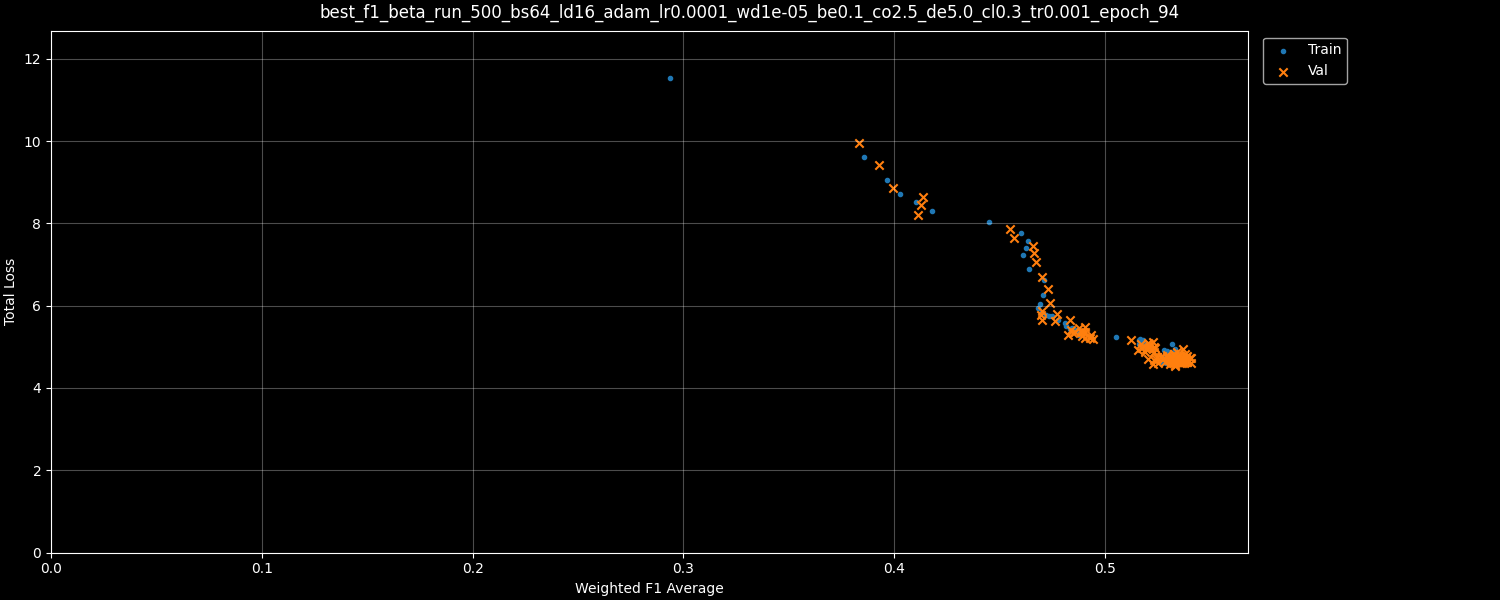 best_f1_beta_run_500_bs64_ld16_adam_lr0.0001_wd1e-05_be0.1_co2.5_de5.0_cl0.3_tr0.001_epoch_94
Train
Val
12
10
8
6
4
2
0
Total Loss
0.0 0.1 0.2 0.3 0.4 0.5
Weighted F1 Average